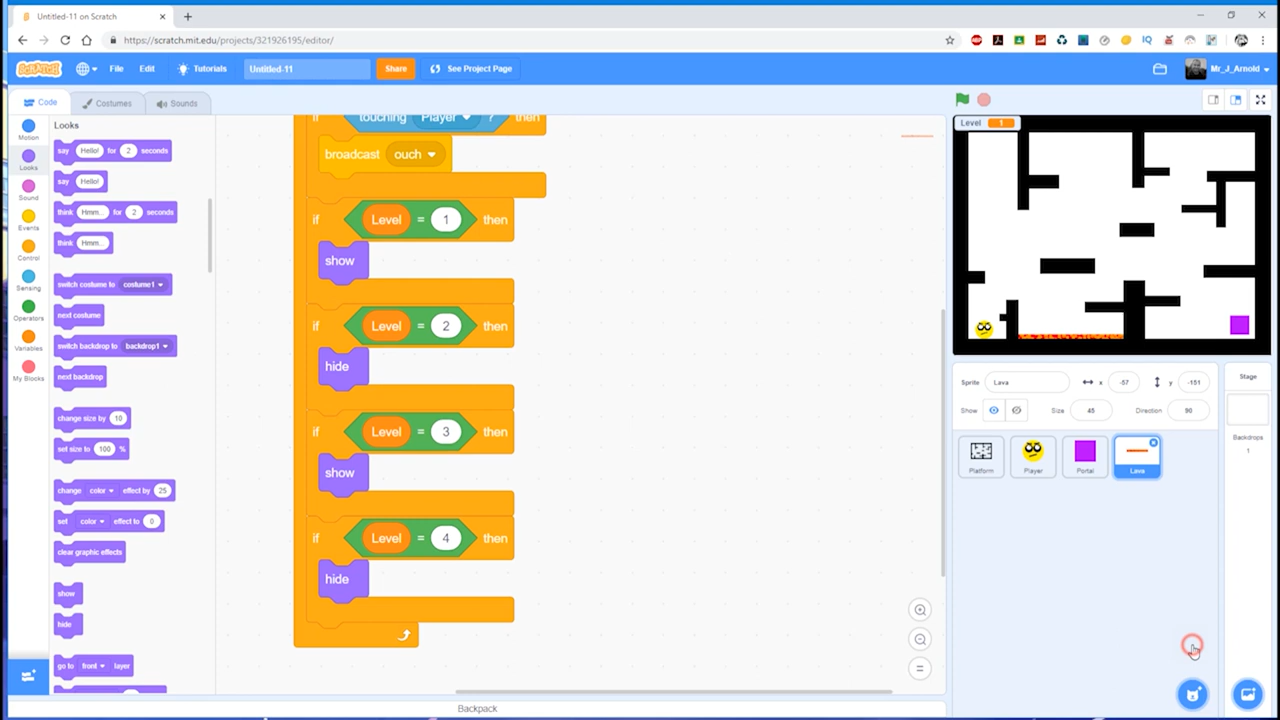 Untitled-11 on Scratch
https://scratch.mit.edu/projects/321926195/editor/
SCRATCH File Edit Tutorials Untitled-11 Share See Project Page Mr_J_Arnold
Code Costumes Sounds
Motion
Looks
Sound
Events
Control
Sensing
Operators
Variables
My Blocks
Looks
say Hello! for 2 seconds
say Hello!
think Hmm... for 2 seconds
think Hmm...
switch costume to costume1
next costume
switch backdrop to backdrop1
next backdrop
change size by 10
set size to 100 %
change color effect by 25
set color effect to 0
clear graphic effects
show
hide
go to front layer
if touching Player ? then
broadcast ouch
if Level = 1 then
show
if Level = 2 then
hide
if Level = 3 then
show
if Level = 4 then
hide
Backpack
Level 1
Sprite Lava x -57 y -151
Show Size 45 Direction 90
Platform Player Portal Lava
Stage
Backdrops
1